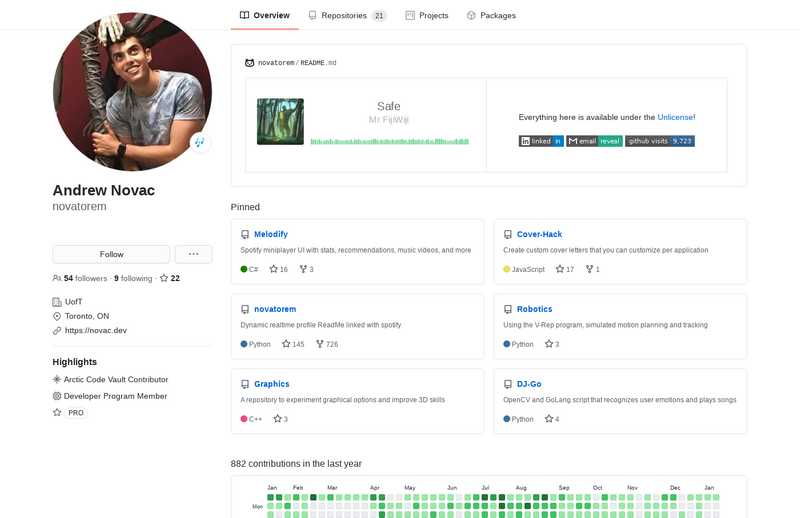 Overview
Repositories 21
Projects
Packages
novatorem / README.md
Safe
Mr FijiWiji
Everything here is available under the Unlicense!
linked in
email reveal
github visits 9,723
Andrew Novac
novatorem
Follow
54 followers · 9 following · 22
UofT
Toronto, ON
https://novac.dev
Highlights
Arctic Code Vault Contributor
Developer Program Member
PRO
Pinned
Melodify
Spotify miniplayer UI with stats, recommendations, music videos, and more
C# 16 3
Cover-Hack
Create custom cover letters that you can customize per application
JavaScript 17 1
novatorem
Dynamic realtime profile ReadMe linked with spotify
Python 145 726
Robotics
Using the V-Rep program, simulated motion planning and tracking
Python 3
Graphics
A repository to experiment graphical options and improve 3D skills
C++ 3
DJ-Go
OpenCV and GoLang script that recognizes user emotions and plays songs
Python 4
882 contributions in the last year
Jan Feb Mar Apr May Jun Jul Aug Sep Oct Nov Dec Jan
Mon